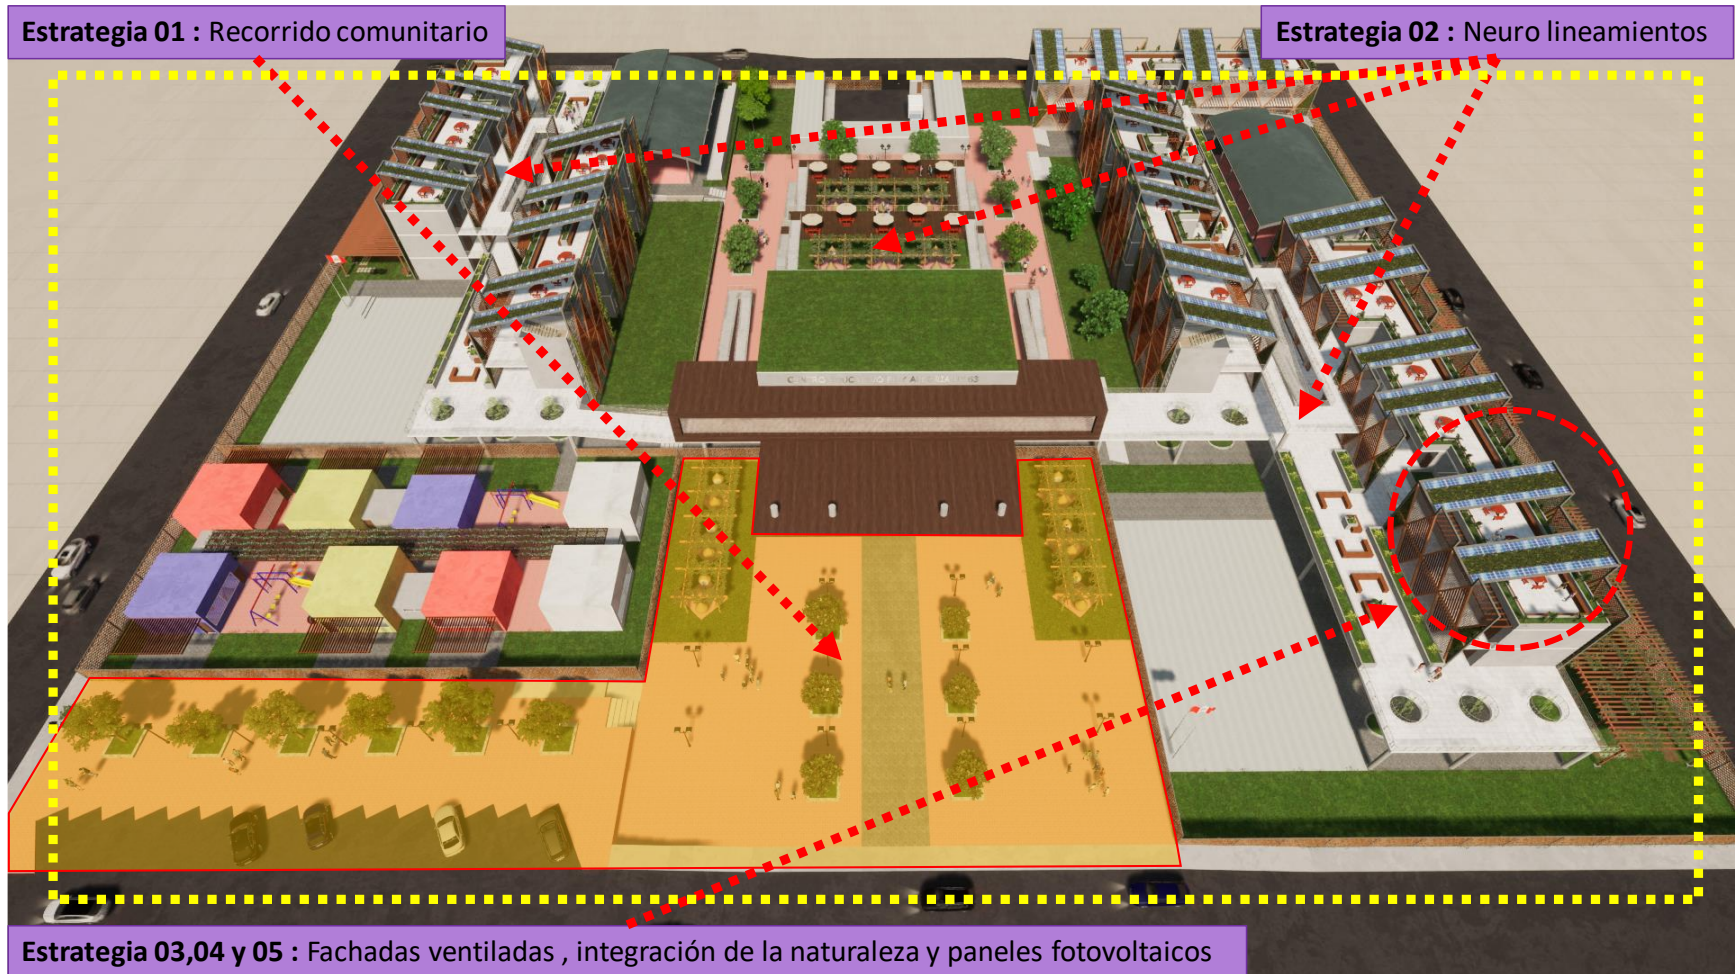 Estrategia 01 : Recorrido comunitario
Estrategia 02 : Neuro lineamientos
Estrategia 03,04 y 05 : Fachadas ventiladas , integración de la naturaleza y paneles fotovoltaicos